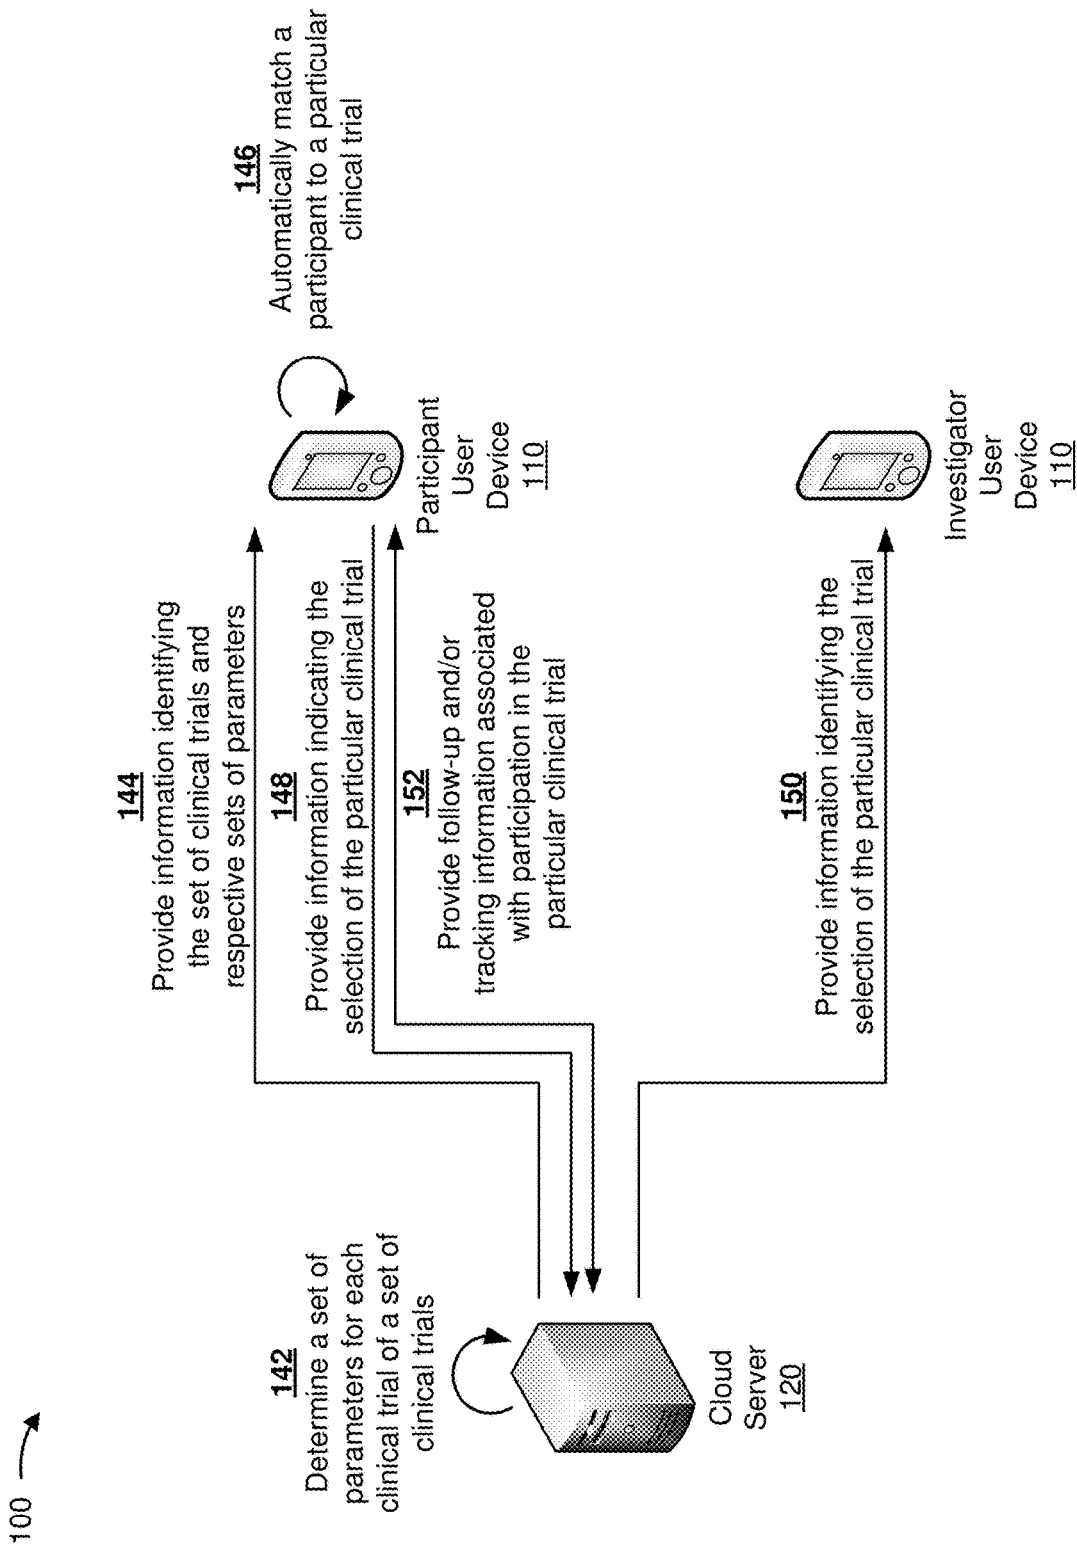 100
142
Determine a set of
parameters for each
clinical trial of a set of
clinical trials
Cloud
Server
120
144
Provide information identifying
the set of clinical trials and
respective sets of parameters
148
Provide information indicating the
selection of the particular clinical trial
152
Provide follow-up and/or
tracking information associated
with participation in the
particular clinical trial
150
Provide information identifying the
selection of the particular clinical trial
Participant
User
Device
110
146
Automatically match a
participant to a particular
clinical trial
Investigator
User
Device
110